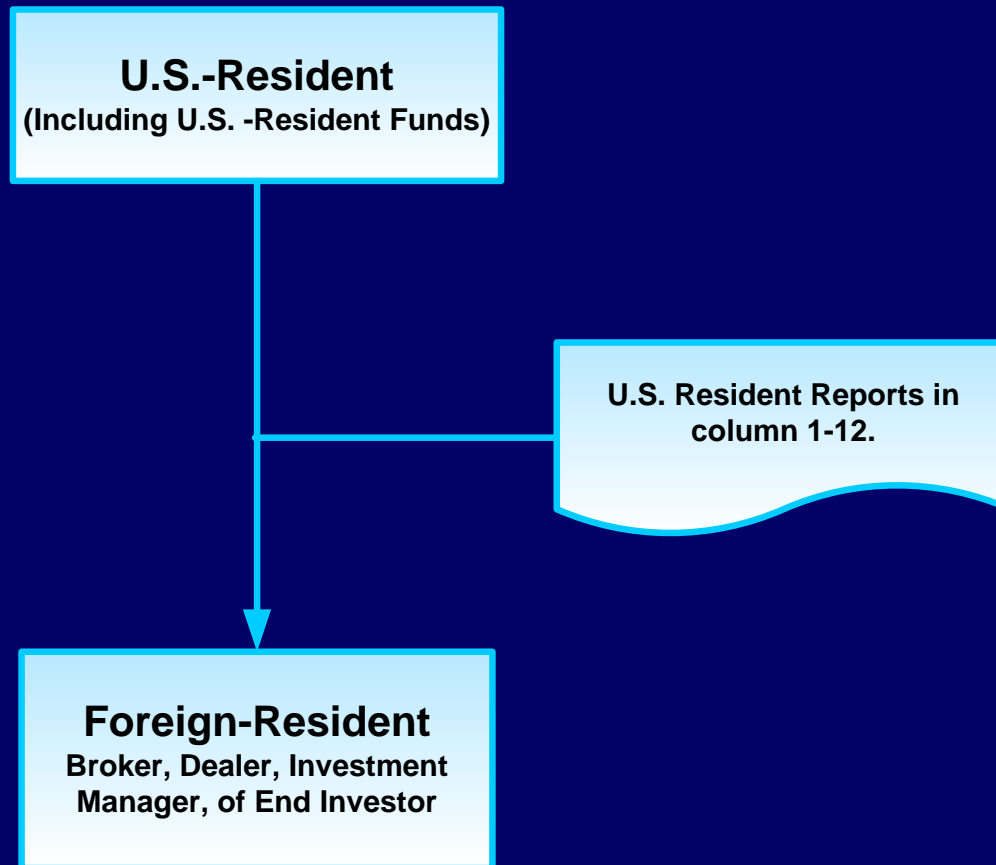 U.S.-Resident
(Including U.S. -Resident Funds)
U.S. Resident Reports in
column 1-12.
Foreign-Resident
Broker, Dealer, Investment
Manager, of End Investor